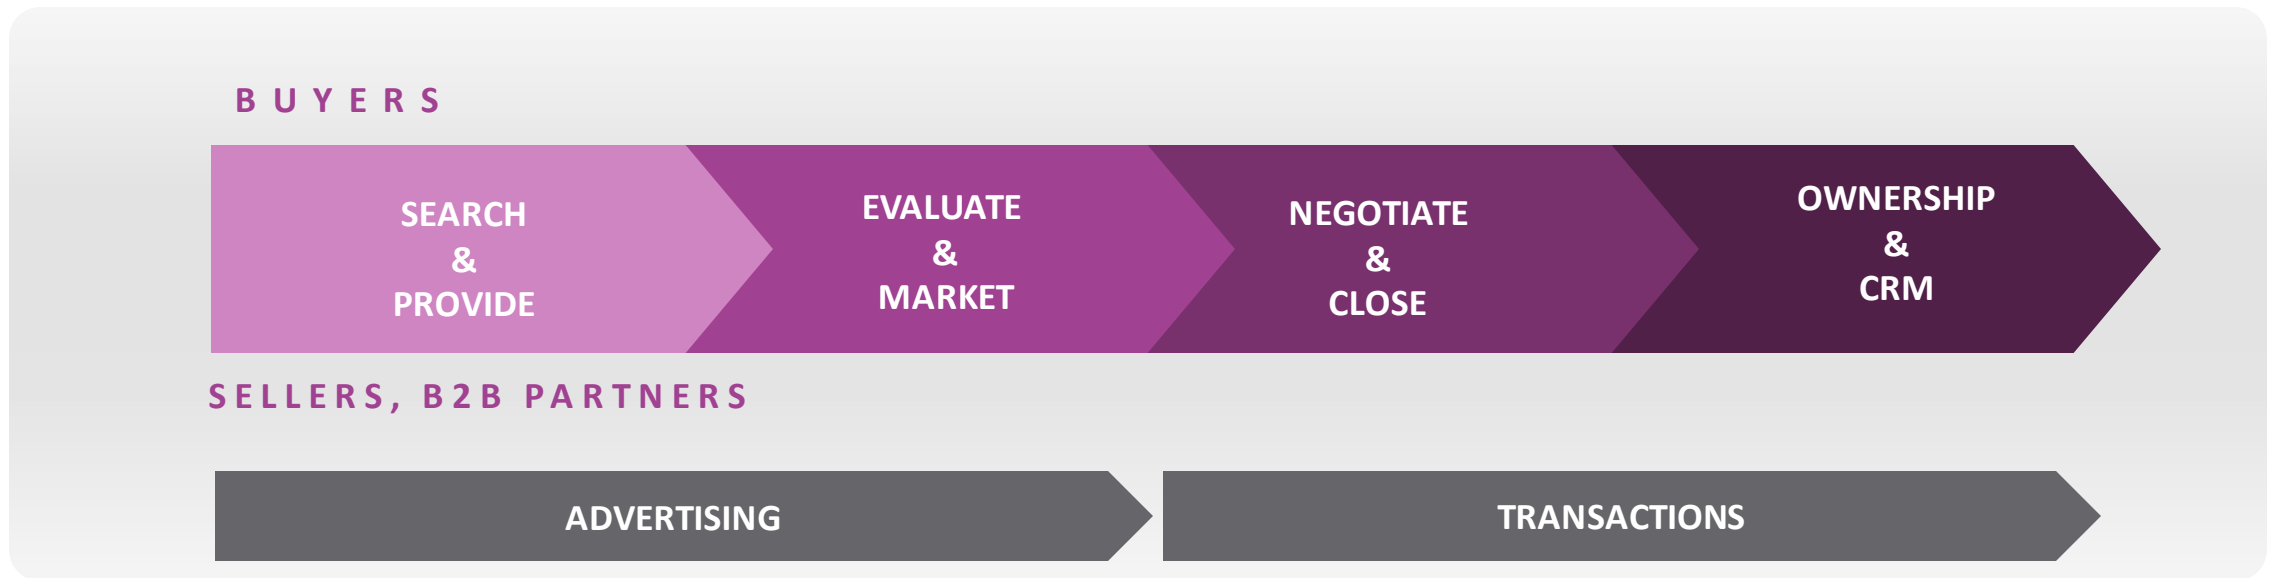 BUYERS
SEARCH
&
PROVIDE
EVALUATE
&
MARKET
NEGOTIATE
&
CLOSE
OWNERSHIP
&
CRM
SELLERS, B2B PARTNERS
ADVERTISING
TRANSACTIONS